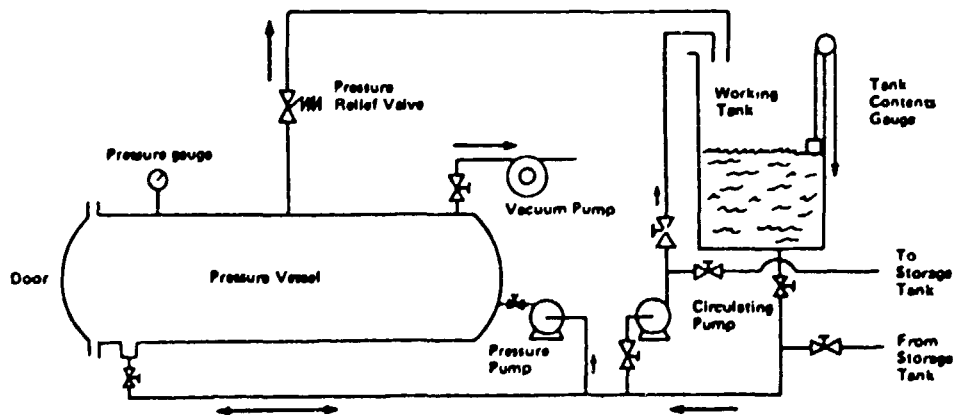 Pressure
Relief Valve
Working
Tank
Tank
Contents
Gauge
Pressure gauge
Vacuum Pump
Door
Pressure Vessel
To
Storage
Tank
Circulating
Pump
Pressure
Pump
From
Storage
Tank